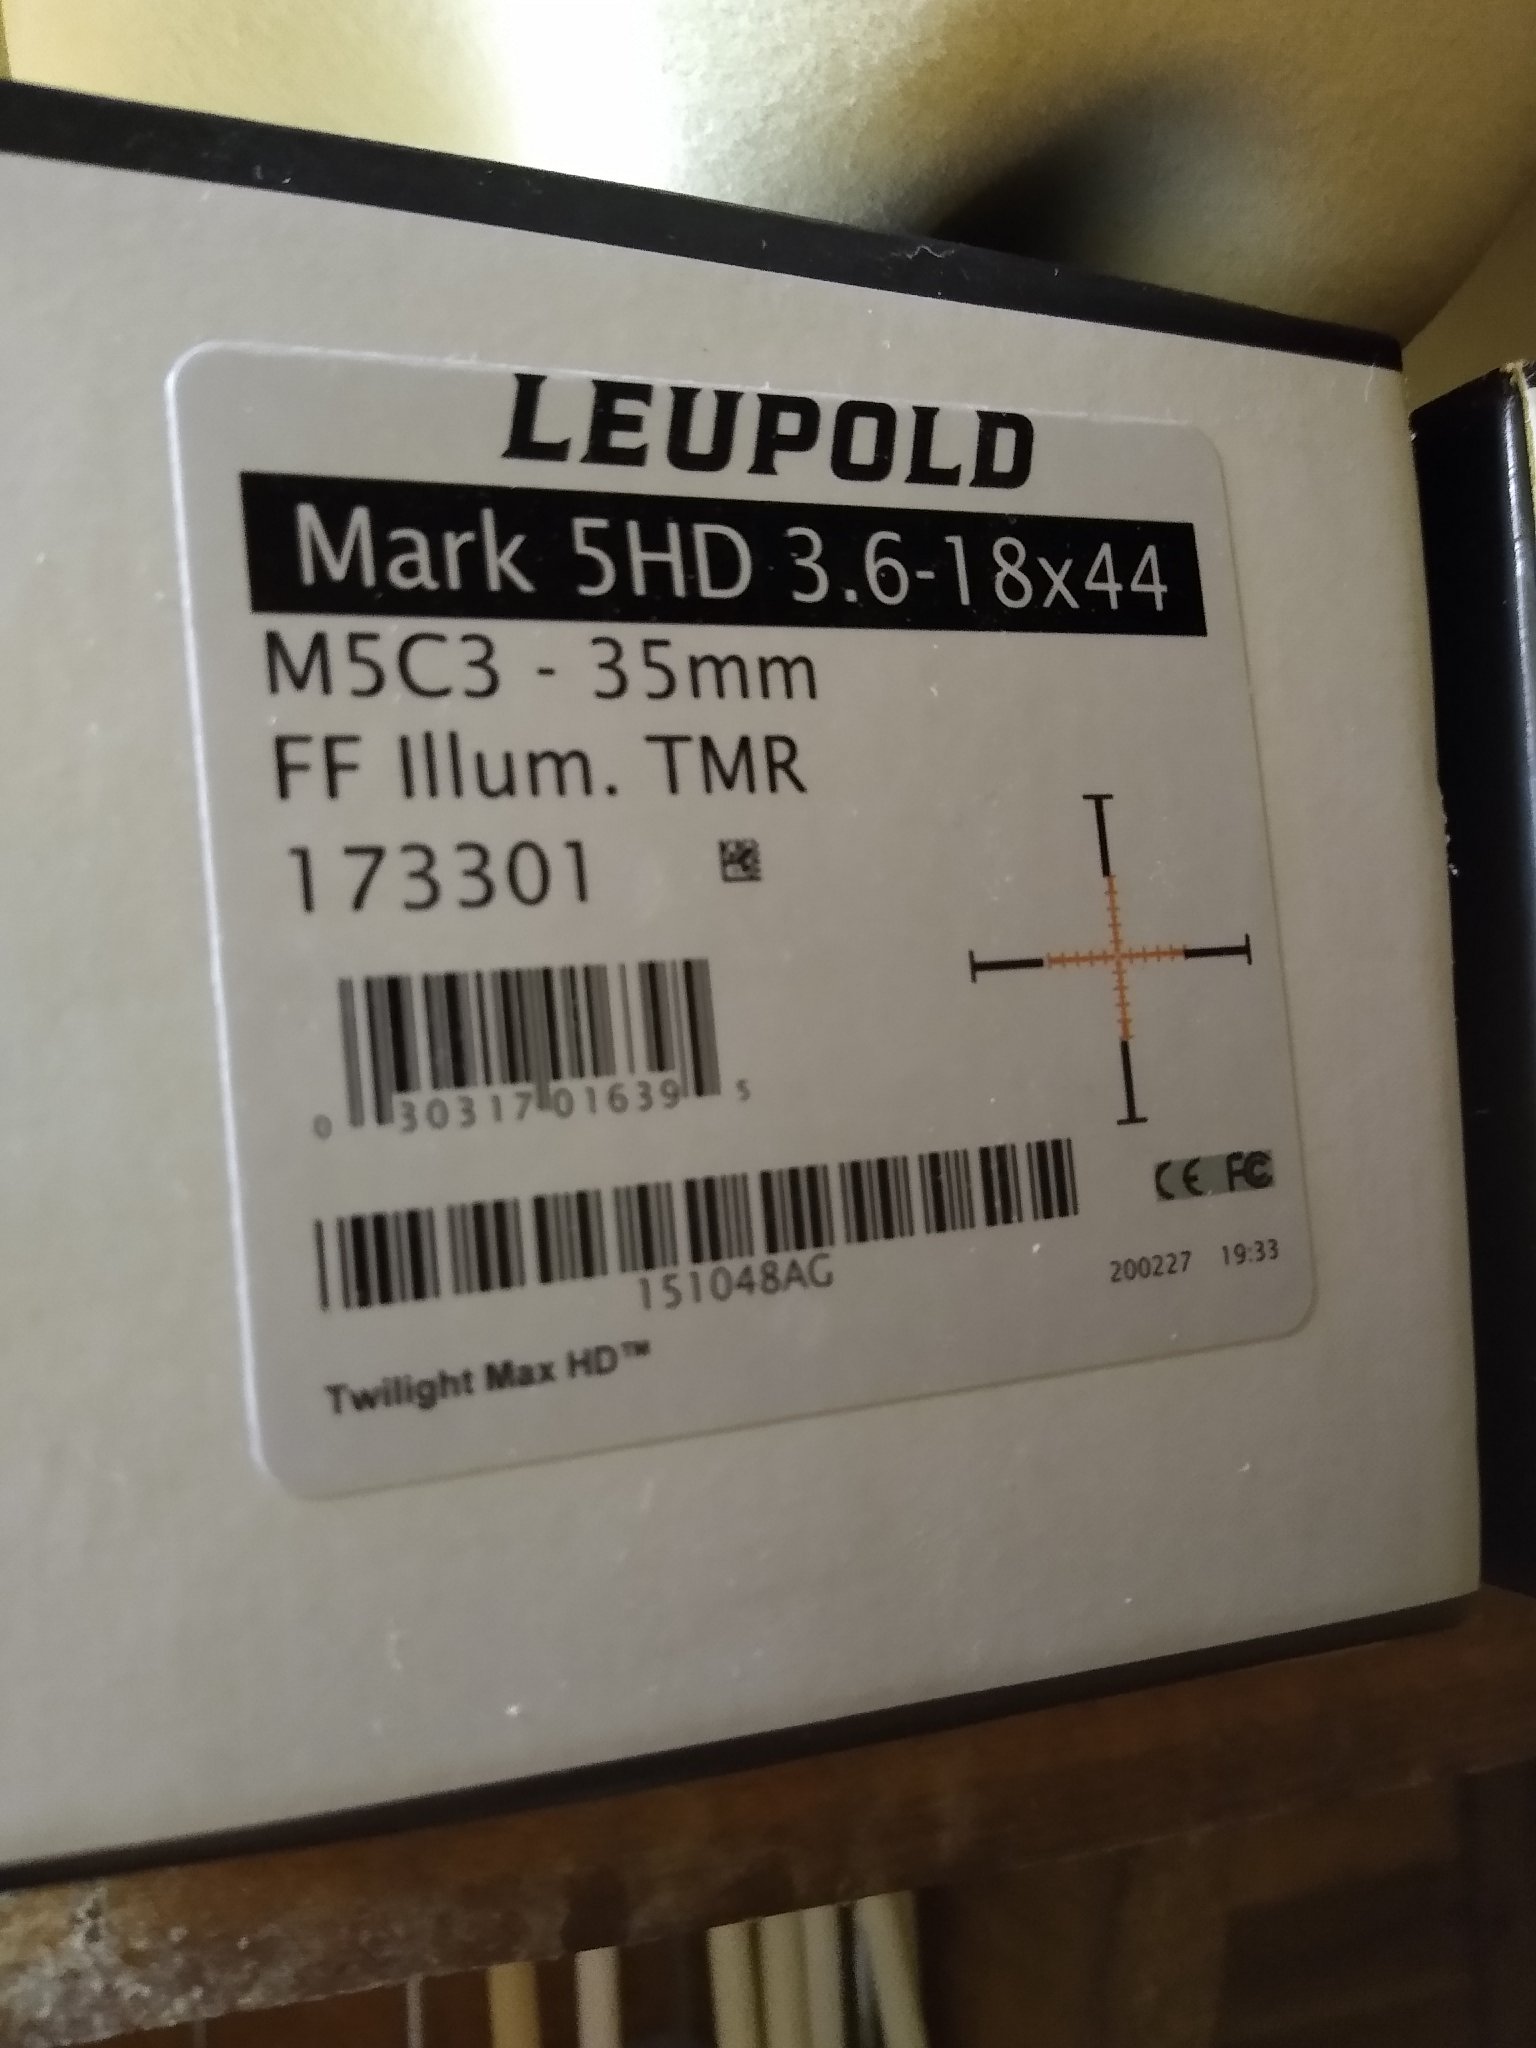 LEUPOLD
Mark 5HD 3.6-18x44
M5C3 - 35mm
FF Illum. TMR
173301
0 30317 01639 5
CE FC
151048AG
200227 19:33
Twilight Max HD™